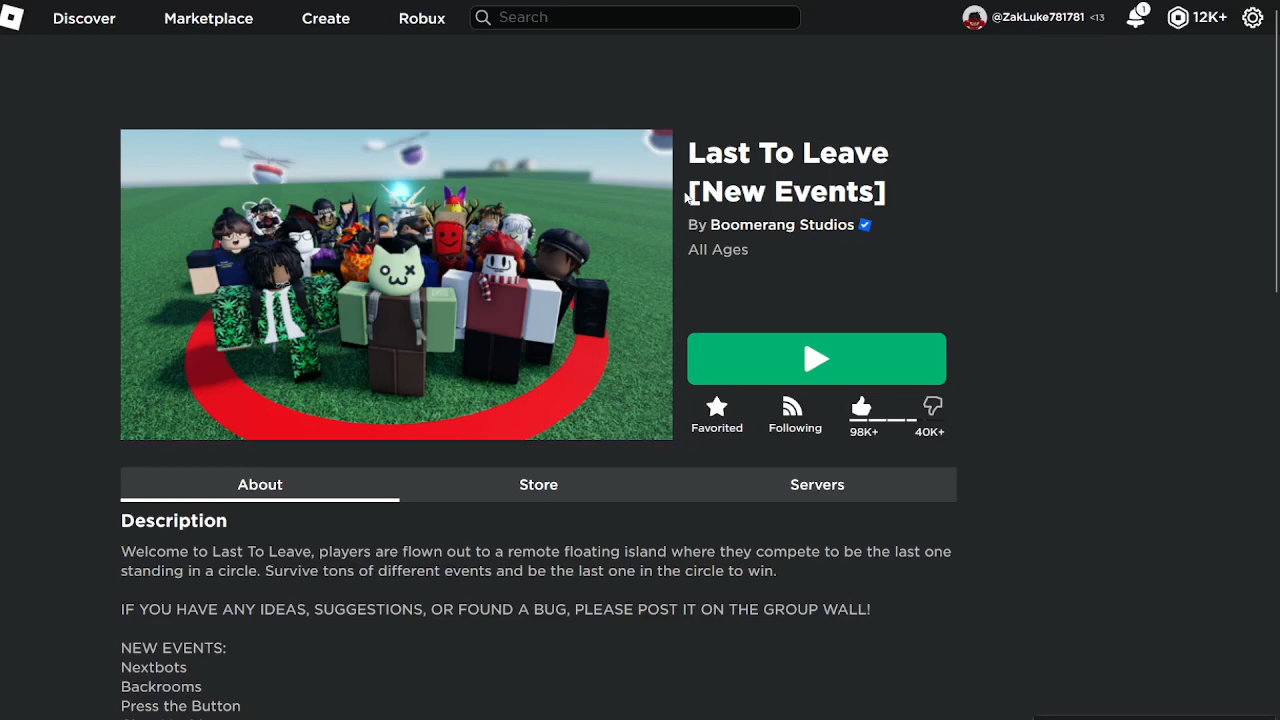 Discover Marketplace Create Robux Search @ZakLuke781781 <13 1 12K+
Last To Leave
[New Events]
By Boomerang Studios
All Ages
Favorited Following 98K+ 40K+
About Store Servers
Description
Welcome to Last To Leave, players are flown out to a remote floating island where they compete to be the last one
standing in a circle. Survive tons of different events and be the last one in the circle to win.
IF YOU HAVE ANY IDEAS, SUGGESTIONS, OR FOUND A BUG, PLEASE POST IT ON THE GROUP WALL!
NEW EVENTS:
Nextbots
Backrooms
Press the Button